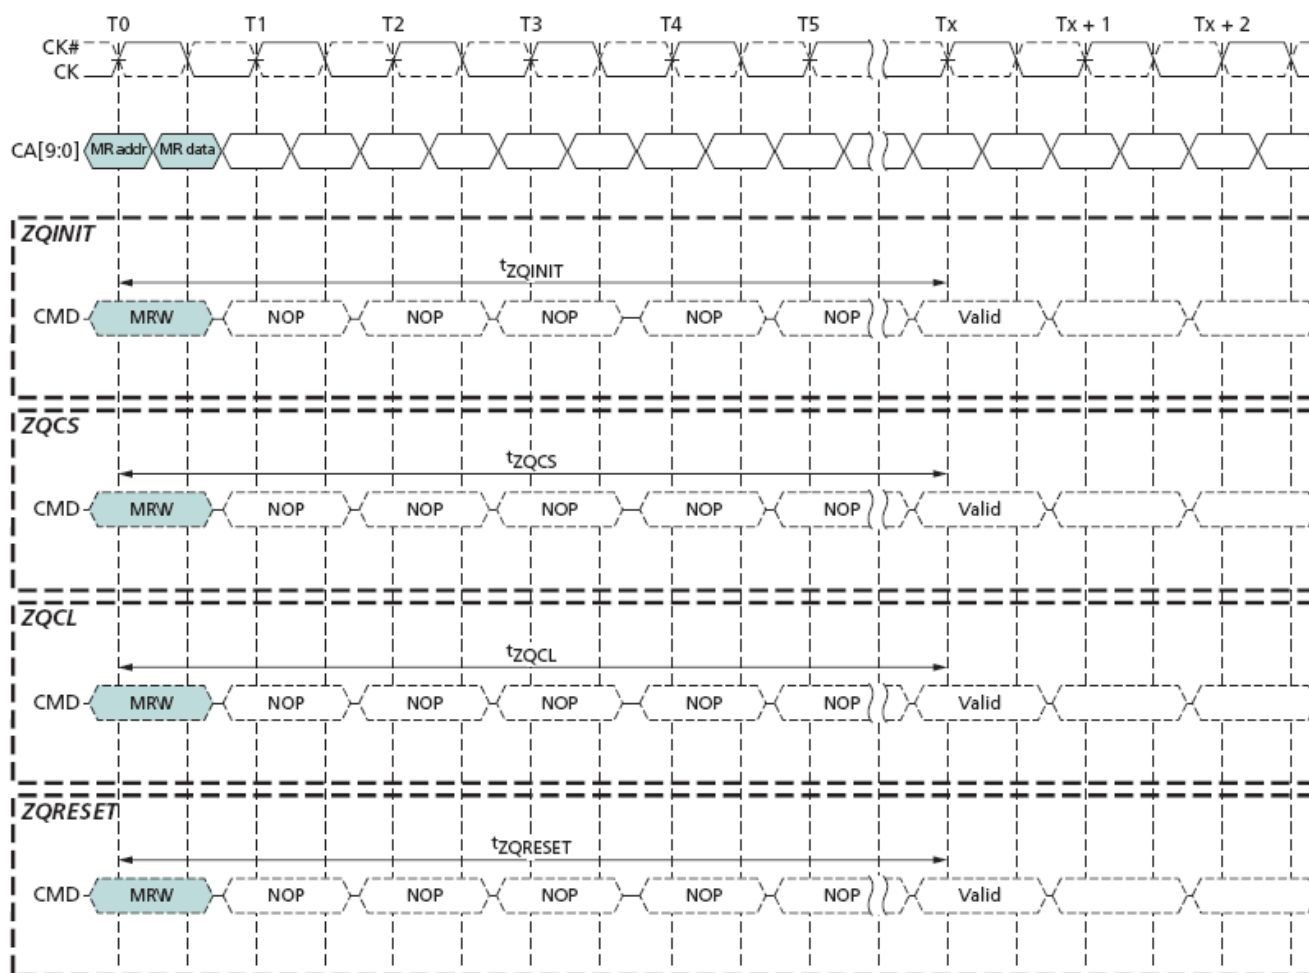 T0 T1 T2 T3 T4 T5 Tx Tx + 1 Tx + 2
CK#
CK
CA[9:0] MR addr MR data
ZQINIT
tZQINIT
CMD MRW NOP NOP NOP NOP NOP Valid
ZQCS
tZQCS
CMD MRW NOP NOP NOP NOP NOP Valid
ZQCL
tZQCL
CMD MRW NOP NOP NOP NOP NOP Valid
ZQRESET
tZQRESET
CMD MRW NOP NOP NOP NOP NOP Valid